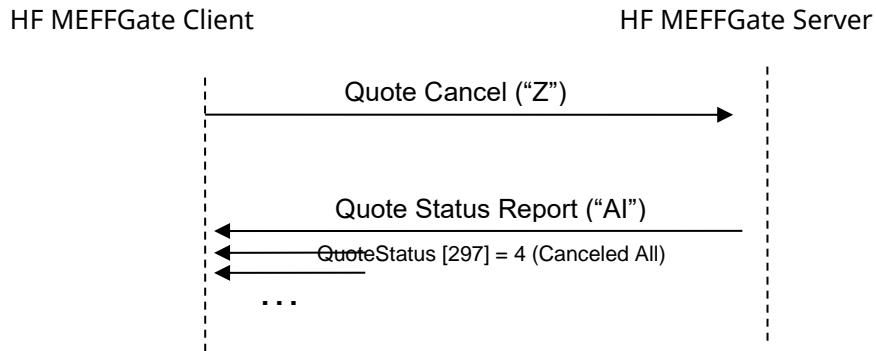 HF MEFFGate Client
HF MEFFGate Server
Quote Cancel (“Z”)
Quote Status Report (“AI”)
QuoteStatus [297] = 4 (Canceled All)
...